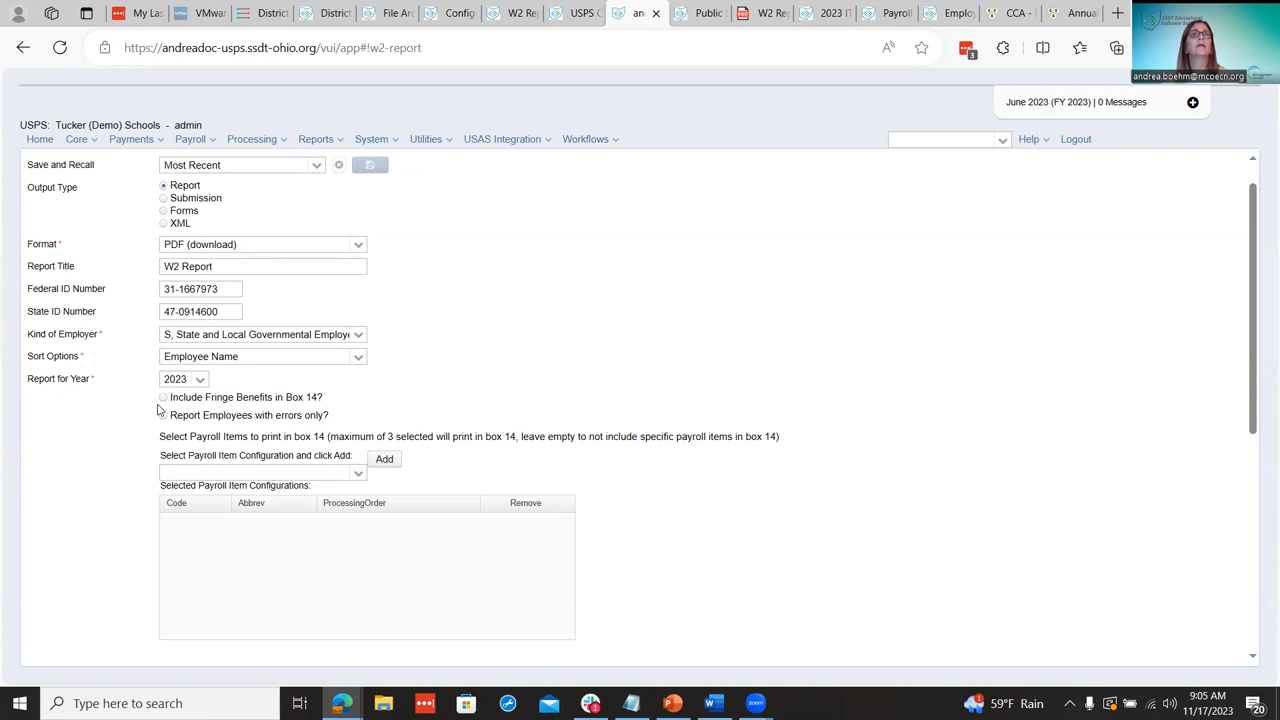 My Las
VMwar
District
District
Fire Arc
Config
W2 Re
USPS C
an
Public
W2 Re
2023 IT
Payroll
Employ
CCA -
Annua
https://andreadoc-usps.ssdt-ohio.org/vui/app#!w2-report
3
andrea.boehm@mcoecn.org
June 2023 (FY 2023) | 0 Messages
USPS: Tucker (Demo) Schools - admin
Home Core Payments Payroll Processing Reports System Utilities USAS Integration Workflows Help Logout
Save and Recall Most Recent
Output Type Report
Submission
Forms
XML
Format* PDF (download)
Report Title W2 Report
Federal ID Number 31-1667973
State ID Number 47-0914600
Kind of Employer* S, State and Local Governmental Employe
Sort Options* Employee Name
Report for Year* 2023
Include Fringe Benefits in Box 14?
Report Employees with errors only?
Select Payroll Items to print in box 14 (maximum of 3 selected will print in box 14, leave empty to not include specific payroll items in box 14)
Select Payroll Item Configuration and click Add:
Add
Selected Payroll Item Configurations:
Code Abbrev ProcessingOrder Remove
Type here to search
zoom
1
59°F Rain
9:05 AM
11/17/2023
20